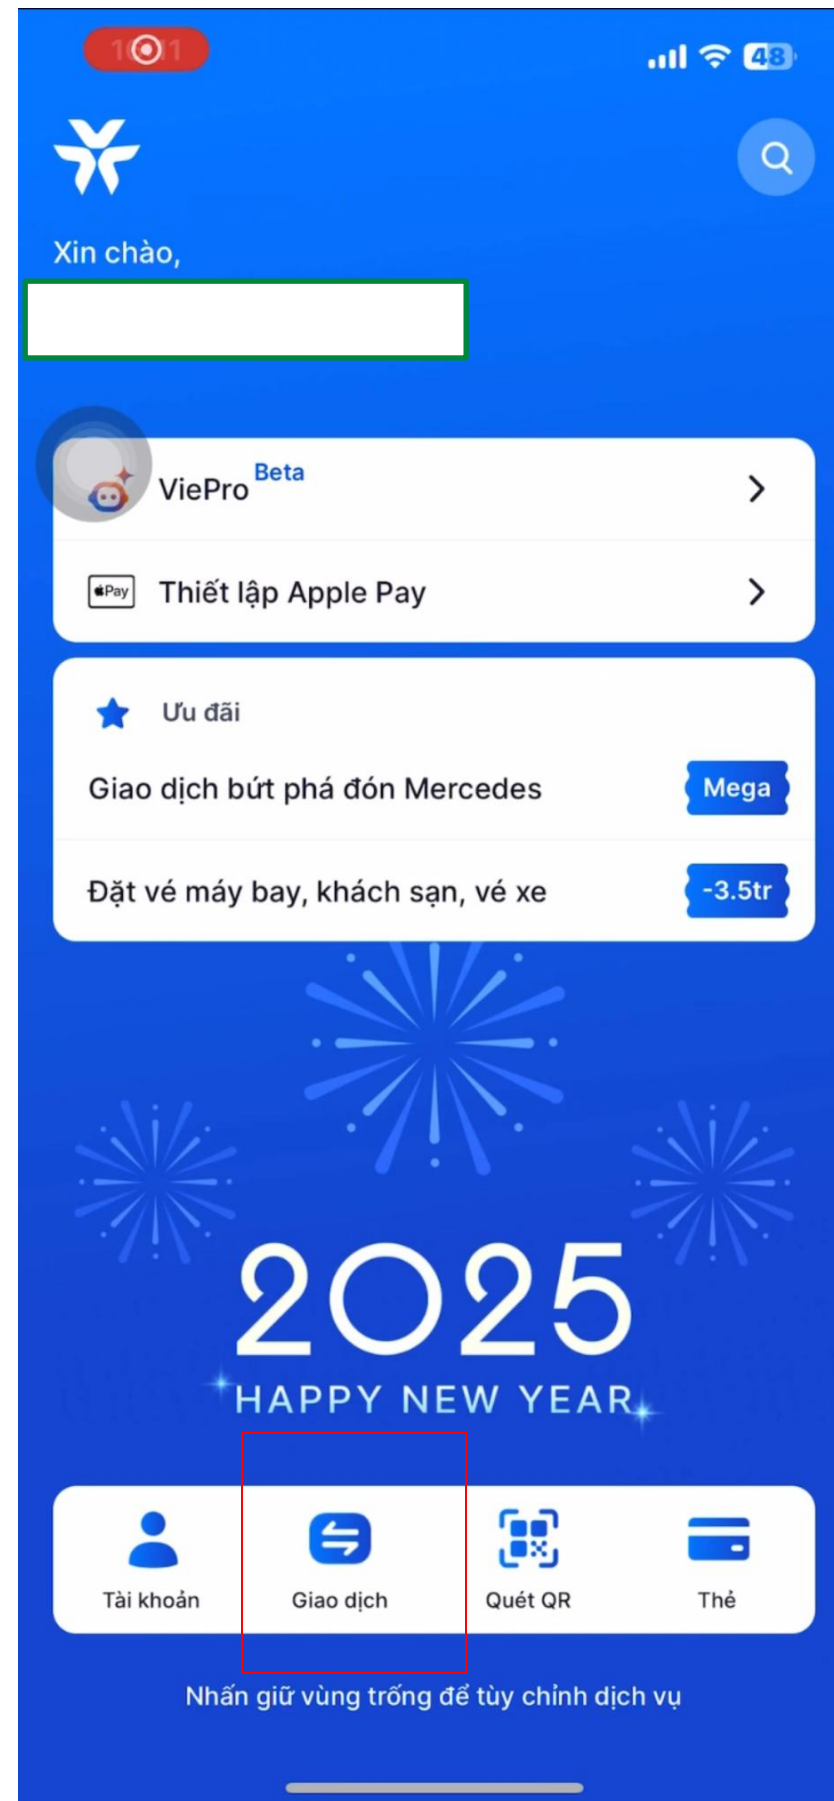 48
Xin chào,
ViePro Beta
Pay Thiết lập Apple Pay
Ưu đãi
Giao dịch bứt phá đón Mercedes Mega
Đặt vé máy bay, khách sạn, vé xe -3.5tr
2025
HAPPY NEW YEAR
Tài khoản Giao dịch Quét QR Thẻ
Nhấn giữ vùng trống để tùy chỉnh dịch vụ